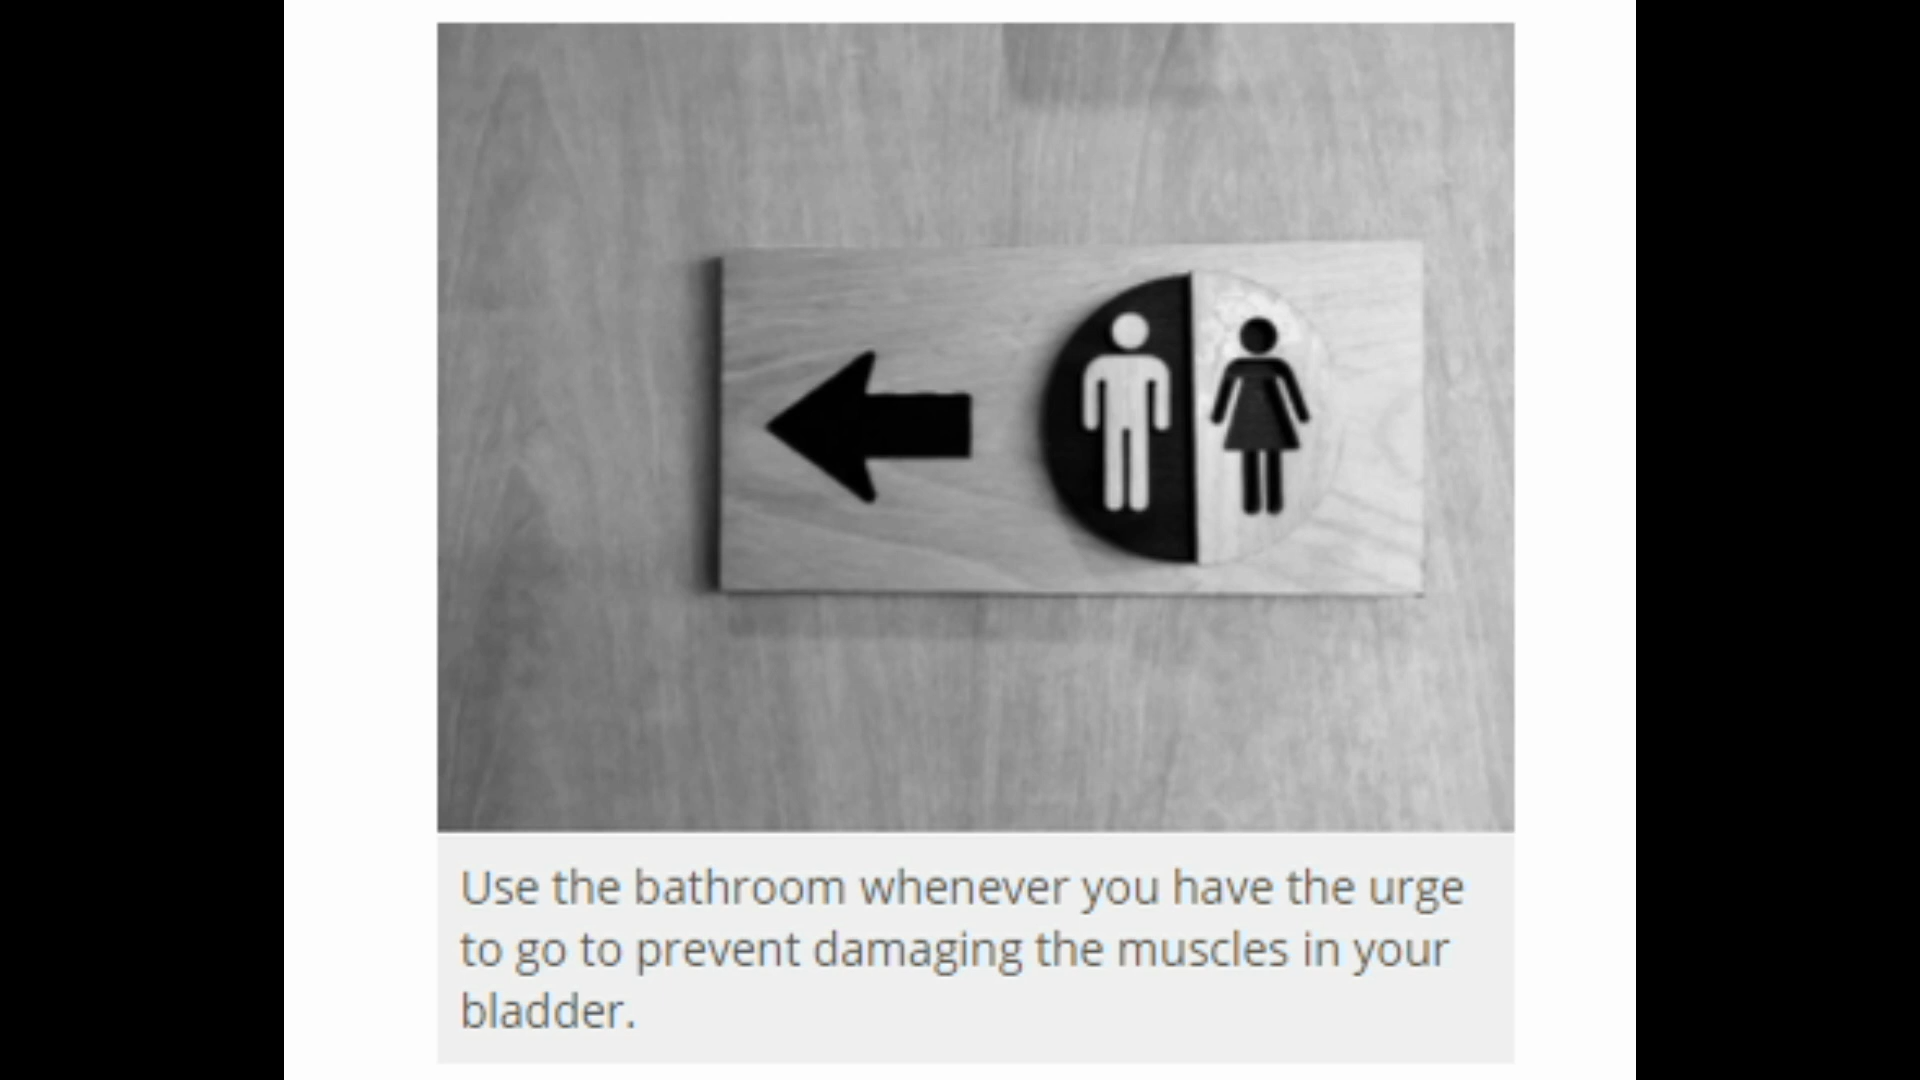 Use the bathroom whenever you have the urge
to go to prevent damaging the muscles in your
bladder.